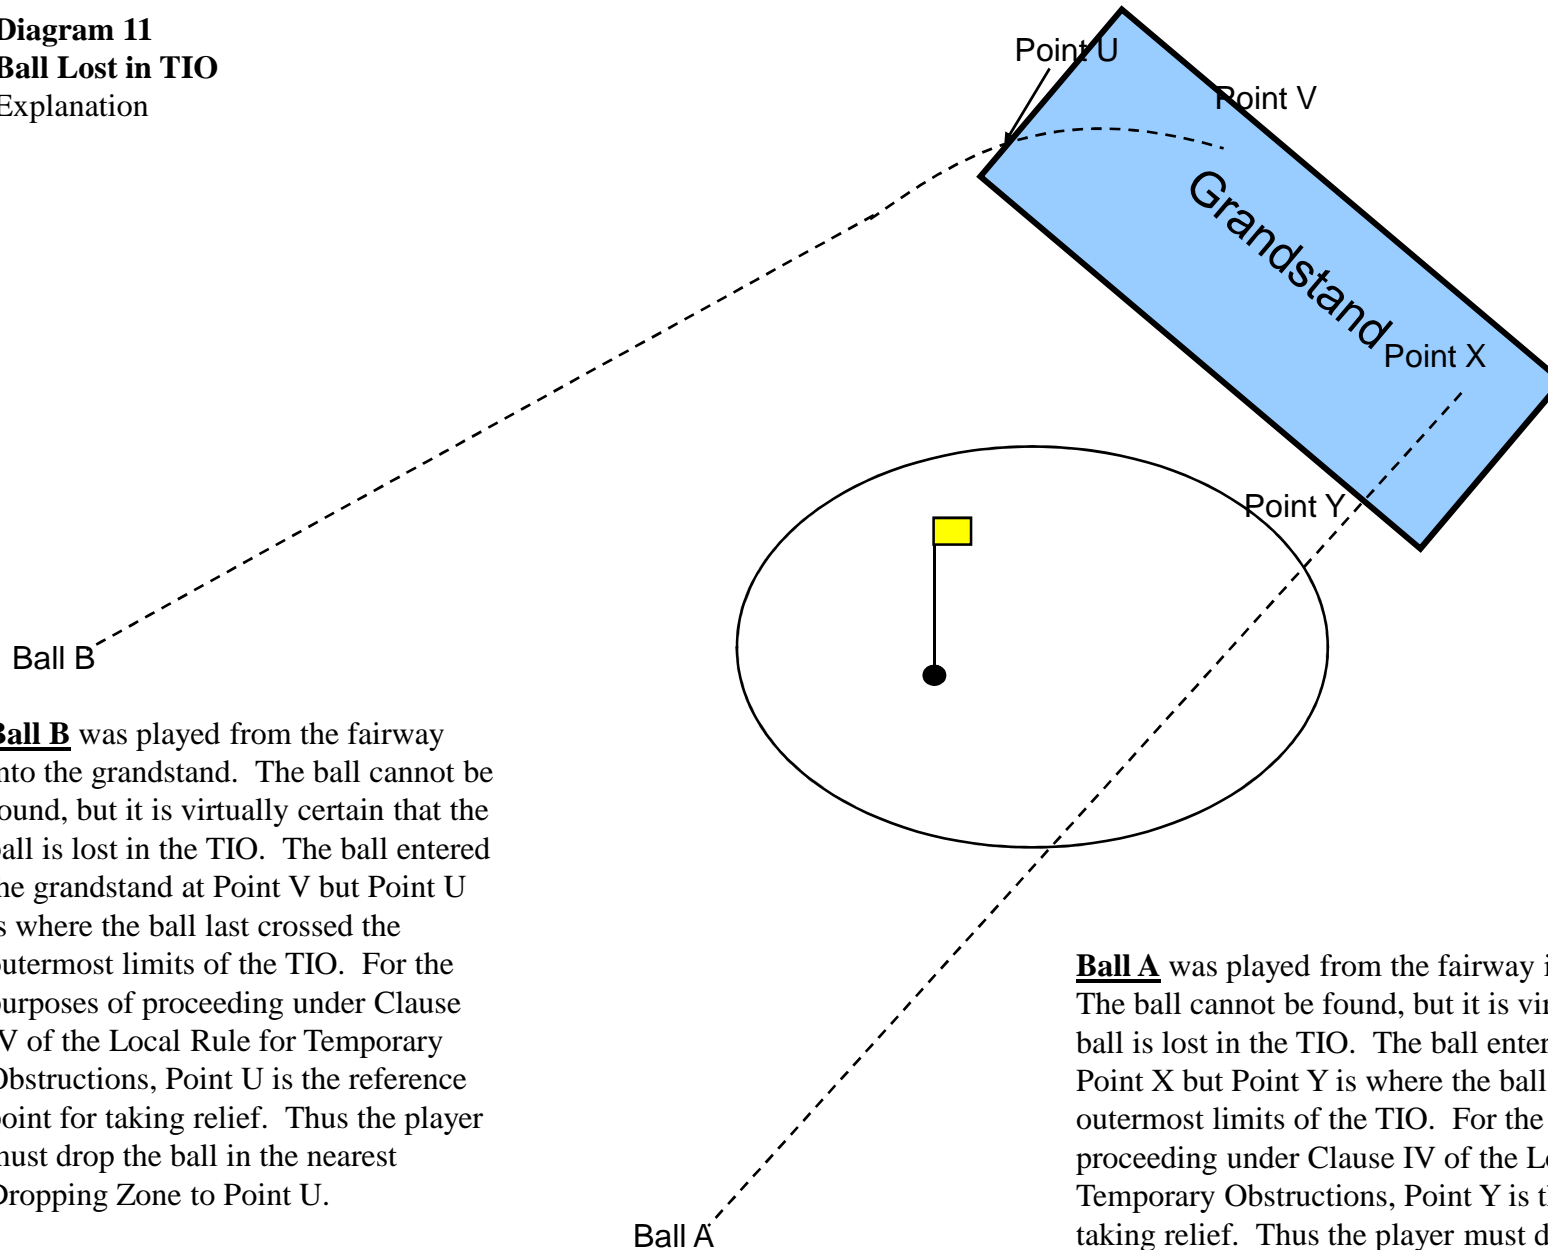 Diagram 11
Ball Lost in TIO
Explanation
Point U
Point V
Grandstand
Point X
Point Y
Ball B
Ball B was played from the fairway
nto the grandstand. The ball cannot be
ound, but it is virtually certain that the
all is lost in the TIO. The ball entered
he grandstand at Point V but Point U
s where the ball last crossed the
outermost limits of the TIO. For the
purposes of proceeding under Clause
V of the Local Rule for Temporary
Obstructions, Point U is the reference
point for taking relief. Thus the player
must drop the ball in the nearest
Dropping Zone to Point U.
Ball A was played from the fairway i
The ball cannot be found, but it is vir
ball is lost in the TIO. The ball enter
Point X but Point Y is where the ball
outermost limits of the TIO. For the
proceeding under Clause IV of the Lo
Temporary Obstructions, Point Y is t
taking relief. Thus the player must d
Ball A